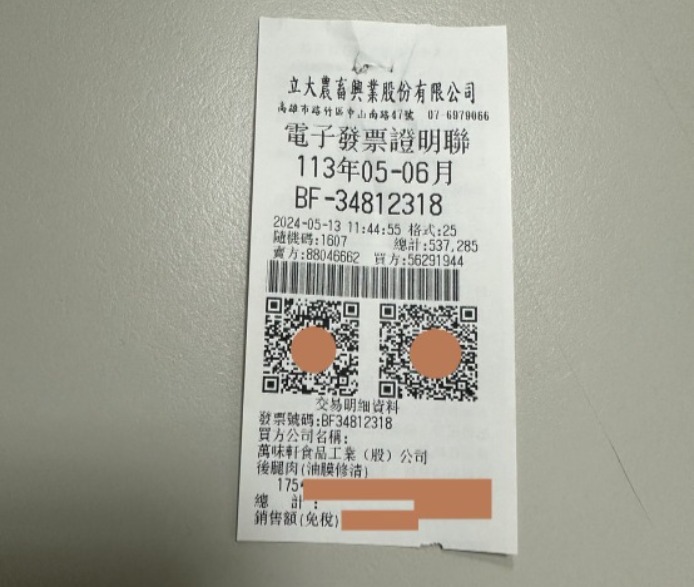 立大農畜興業股份有限公司
高雄市路竹區中山南路47號 07-6979066
電子發票證明聯
113年05-06月
BF-34812318
2024-05-13 11:44:55 格式:25
隨機碼:1607 總計:537,285
賣方:88046662 買方:56291944
交易明細資料
發票號碼:BF34812318
買方公司名稱:
萬味軒食品工業(股)公司
後腿肉(油膜修清)
175
總 計 :
銷售額(免稅)